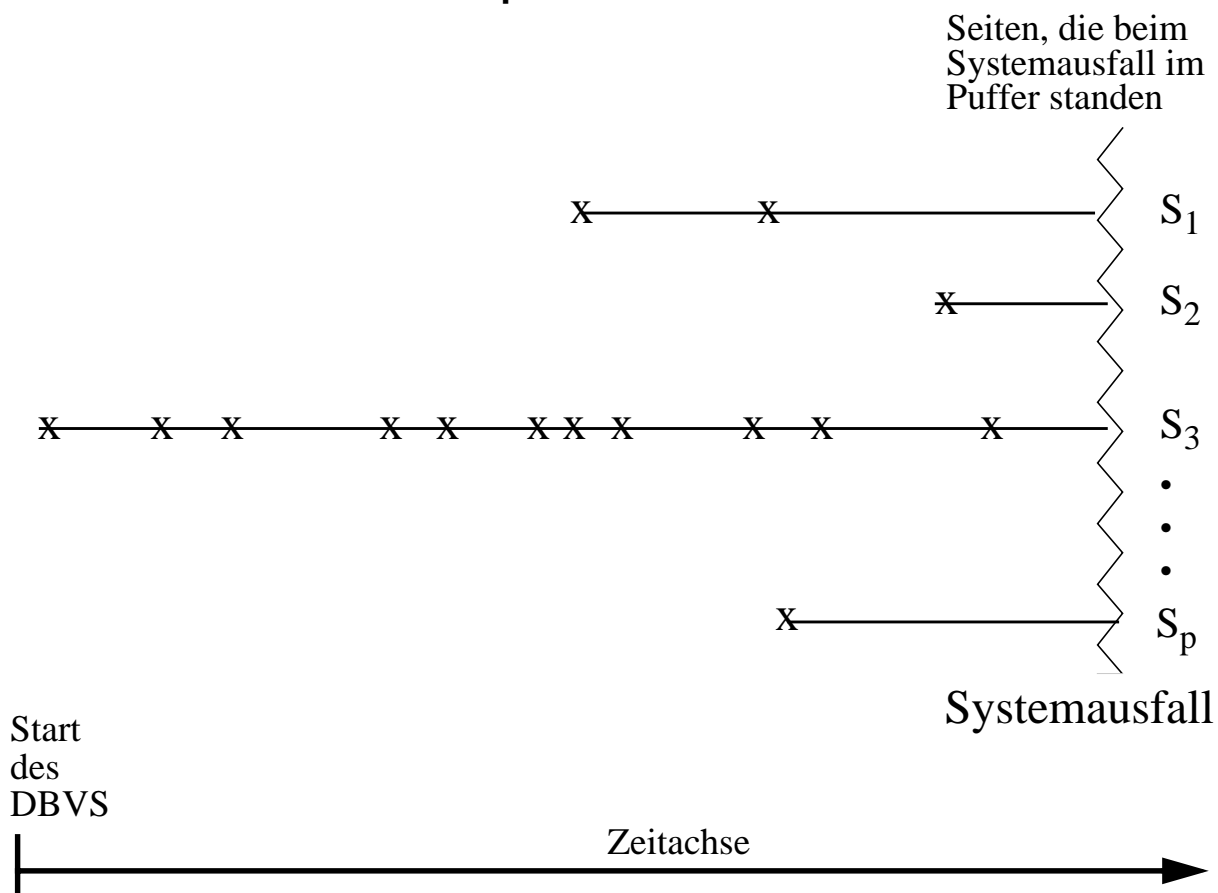 Seiten, die beim
Systemausfall im
Puffer standen
x x S1
x S2
x x x x x x x x x x x S3
x Sp
Systemausfall
Start
des
DBVS
Zeitachse